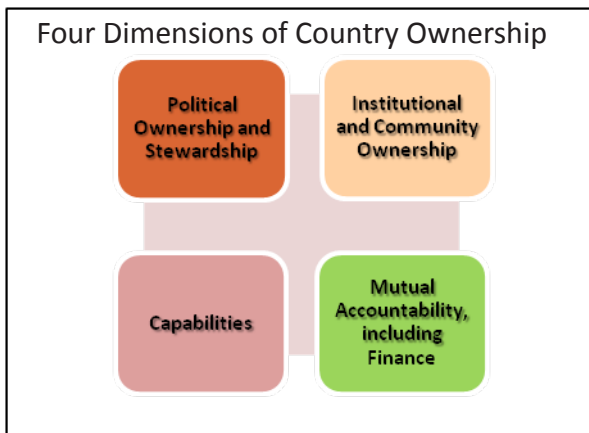 Four Dimensions of Country Ownership
Political
Ownership and
Stewardship
Institutional
and Community
Ownership
Capabilities
Mutual
Accountability,
including
Finance